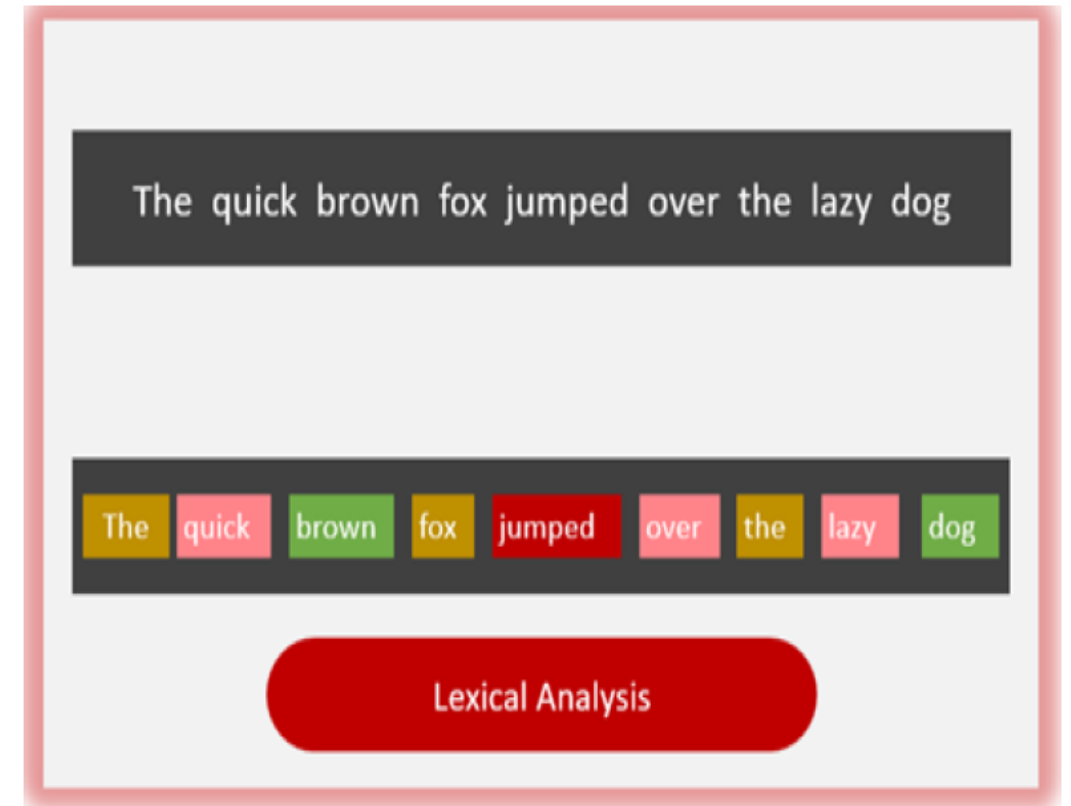 The quick brown fox jumped over the lazy dog
The quick brown fox jumped over the lazy dog
Lexical Analysis